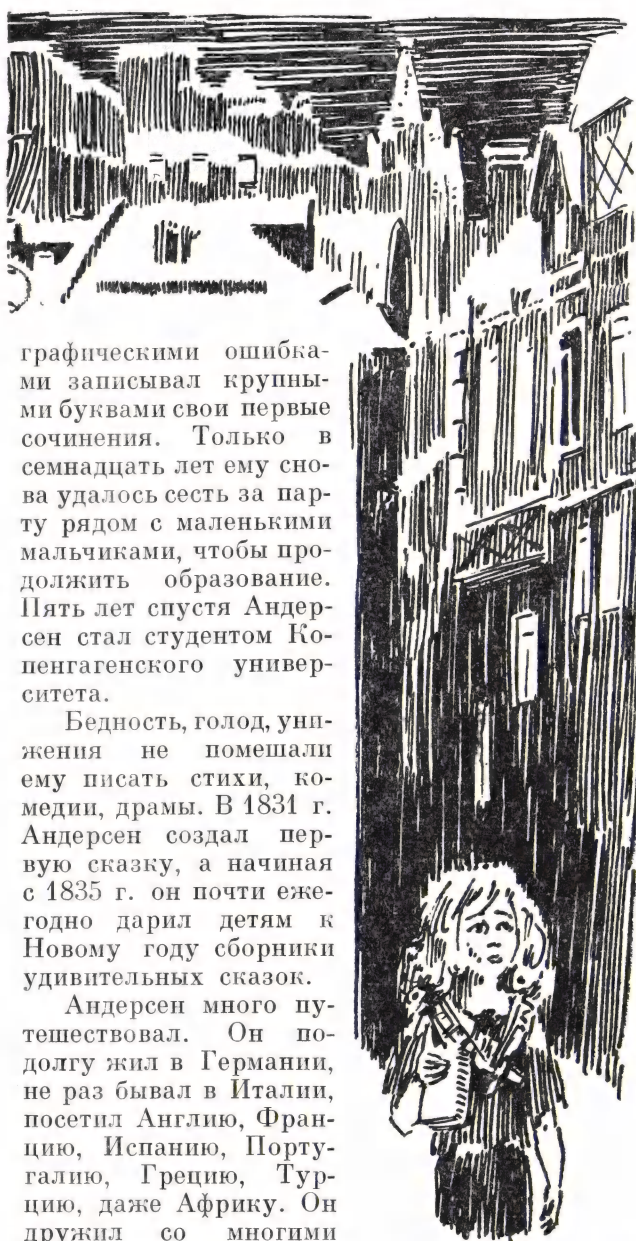 графическими ошибка-
ми записывал крупны-
ми буквами свои первые
сочинения. Только в
семнадцать лет ему сно-
ва удалось сесть за пар-
ту рядом с маленькими
мальчиками, чтобы про-
должить образование.
Пять лет спустя Андер-
сен стал студентом Ко-
пенгагенского универ-
ситета.
Бедность, голод, уни-
жения не помешали
ему писать стихи, ко-
медии, драмы. В 1831 г.
Андерсен создал пер-
вую сказку, а начиная
с 1835 г. он почти еже-
годно дарил детям к
Новому году сборники
удивительных сказок.
Андерсен много пу-
тешествовал. Он по-
долгу жил в Германии,
не раз бывал в Италии,
посетил Англию, Фран-
цию, Испанию, Порту-
галию, Грецию, Тур-
цию, даже Африку. Он
дружил со многими